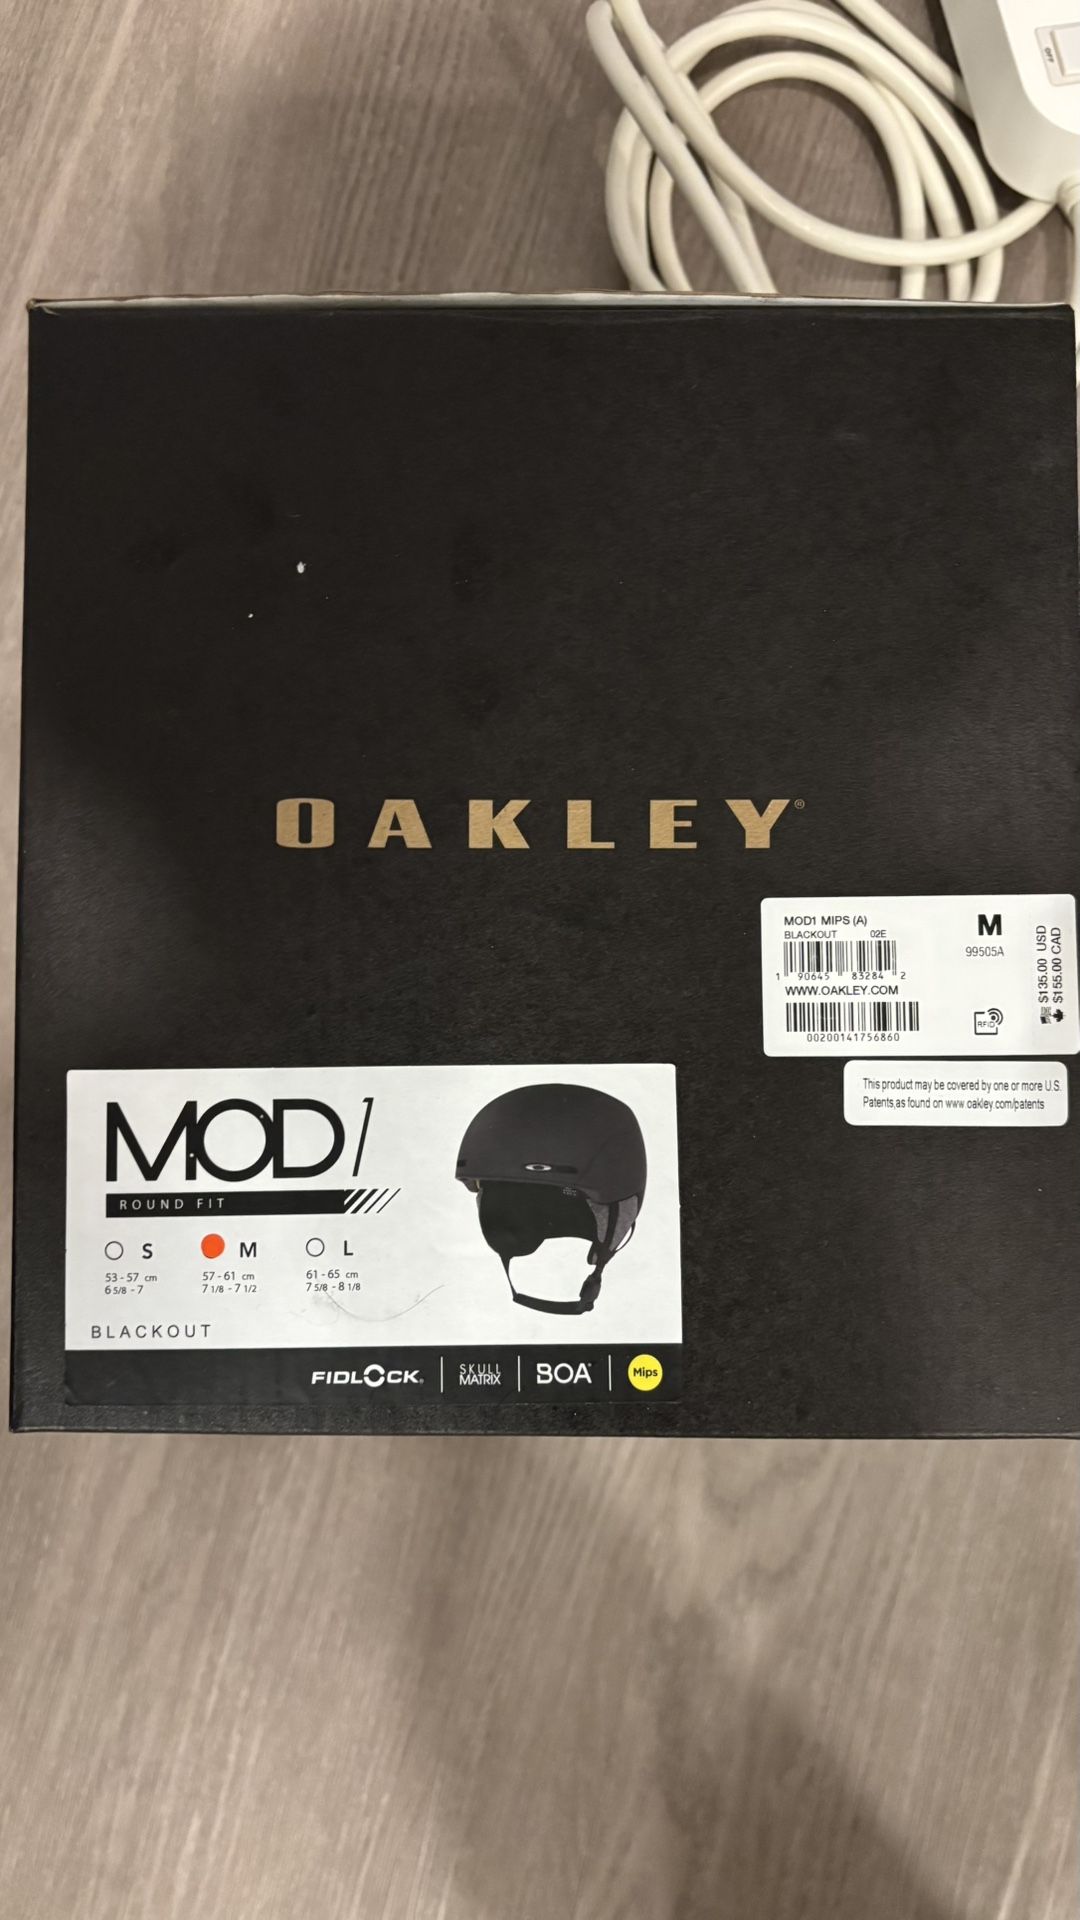 OFF
OAKLEY®
MOD1 MIPS (A)
BLACKOUT 02E
M
99505A
1 90645 83284 2
WWW.OAKLEY.COM
00200141756860
RFID
$135.00 USD
$155.00 CAD
This product may be covered by one or more U.S.
Patents,as found on www.oakley.com/patents
MOD1
ROUND FIT
S
53 - 57 cm
6 5/8 - 7
M
57 - 61 cm
7 1/8 - 7 1/2
L
61 - 65 cm
7 5/8 - 8 1/8
BLACKOUT
FIDLOCK®
SKULL
MATRIX
BOA®
Mips